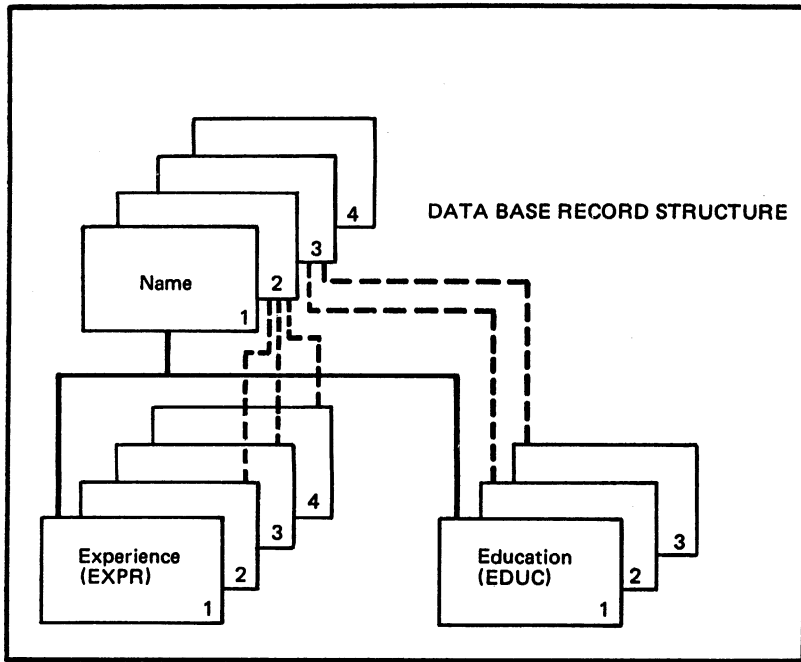 4
DATA BASE RECORD STRUCTURE
3
Name
2
1
4
3
Experience
(EXPR)
2
1
3
Education
(EDUC)
2
1